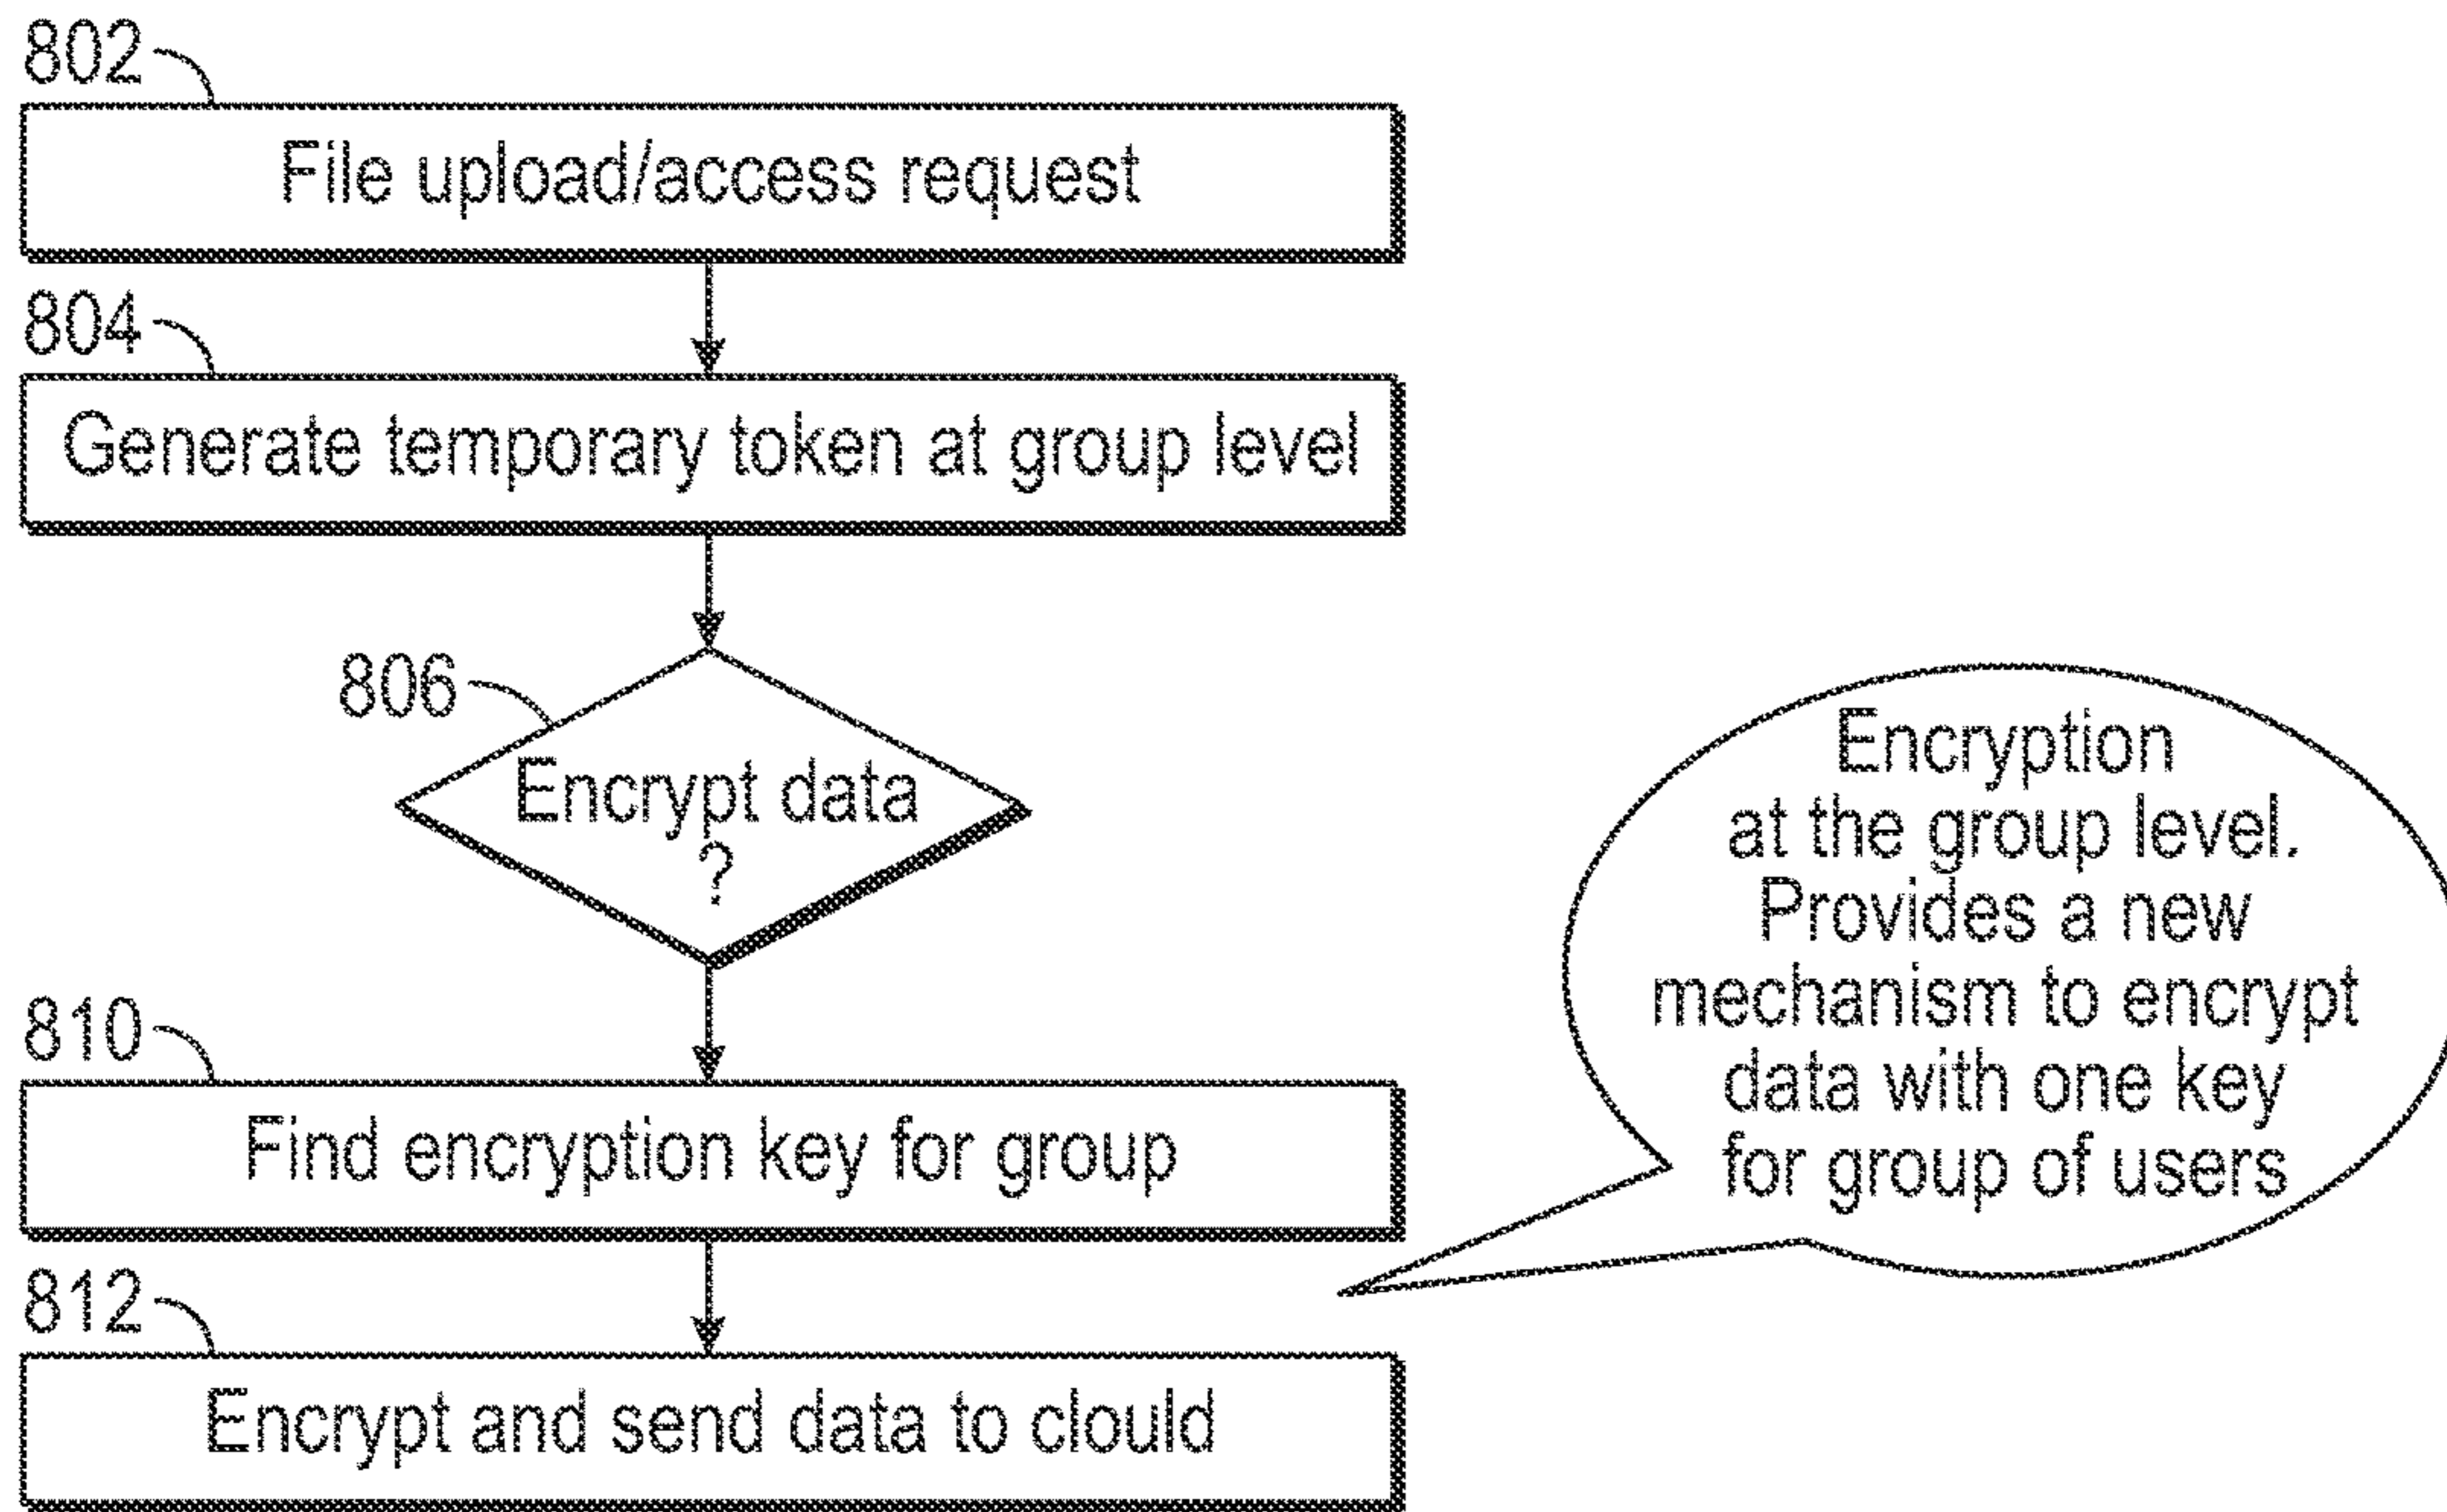 802
File upload/access request
804
Generate temporary token at group level
806
Encrypt data
?
810
Find encryption key for group
812
Encrypt and send data to clould
Encryption
at the group level.
Provides a new
mechanism to encrypt
data with one key
for group of users